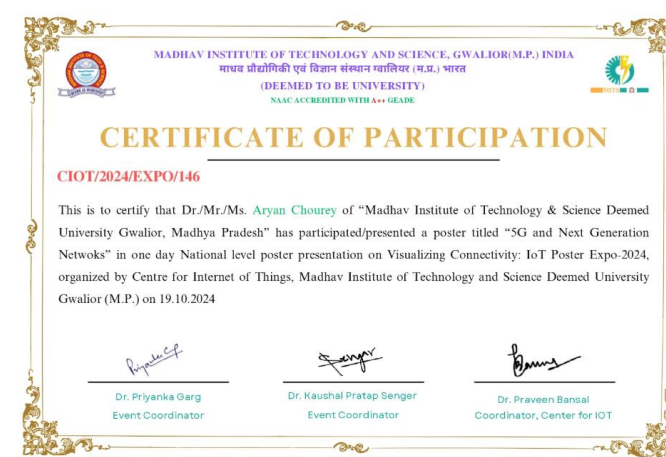 MADHAV INSTITUTE OF TECHNOLOGY AND SCIENCE, GWALIOR(M.P.) INDIA
माधव प्रौद्योगिकी एवं विज्ञान संस्थान ग्वालियर (म.प्र.) भारत
(DEEMED TO BE UNIVERSITY)
NAAC ACCREDITED WITH A++ GEADE
CERTIFICATE OF PARTICIPATION
CIOT/2024/EXPO/146
This is to certify that Dr./Mr./Ms. Aryan Chourey of “Madhav Institute of Technology & Science Deemed
University Gwalior, Madhya Pradesh” has participated/presented a poster titled “5G and Next Generation
Netwoks” in one day National level poster presentation on Visualizing Connectivity: IoT Poster Expo-2024,
organized by Centre for Internet of Things, Madhav Institute of Technology and Science Deemed University
Gwalior (M.P.) on 19.10.2024
Dr. Priyanka Garg
Event Coordinator
Dr. Kaushal Pratap Senger
Event Coordinator
Dr. Praveen Bansal
Coordinator, Center for IOT